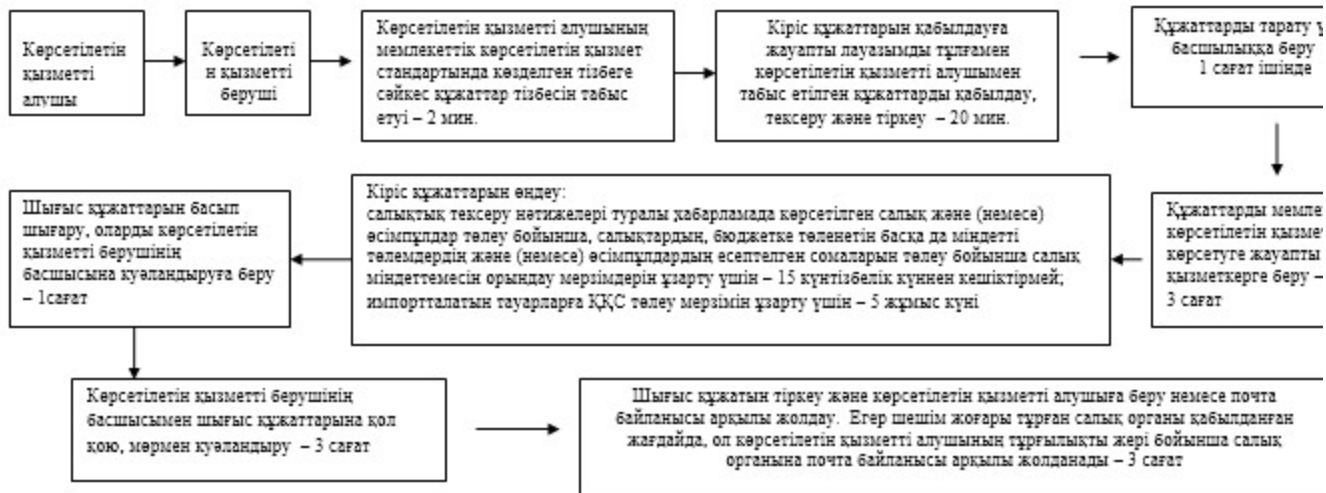 Көрсетілетін
қызметті
алушы
Көрсетілеті
н қызметті
беруші
Көрсетілетін қызметті алушының
мемлекеттік көрсетілетін қызмет
стандартында көзделген тізбеге
сәйкес құжаттар тізбесін табыс
етуі – 2 мин.
Кіріс құжаттарын қабылдауға
жауапты лауазымды тұлғамен
көрсетілетін қызметті алушымен
табыс етілген құжаттарды қабылдау,
тексеру және тіркеу – 20 мин.
Құжаттарды тарату
басшылыққа беру
1 сағат ішінде
Құжаттарды
көрсетілетін
көрсетуге жауапты
қызметкерге беру –
3 сағат
Кіріс құжаттарын өңдеу:
салықтық тексеру нәтижелері туралы хабарламада көрсетілген салық және (немесе)
өсімпұлдар төлеу бойынша, салықтардың, бюджетке төленетін басқа да міндетті
төлемдердің және (немесе) өсімпұлдардың есептелген сомаларын төлеу бойынша салық
міндеттемесін орындау мерзімдерін ұзарту үшін – 15 күнтізбелік күннен кешіктірмей;
импортталатын тауарларға ҚҚС төлеу мерзімін ұзарту үшін – 5 жұмыс күні
Шығыс құжаттарын басып
шығару, оларды көрсетілетін
қызметті берушінің
басшысына куәландыруға беру
– 1сағат
Көрсетілетін қызметті берушінің
басшысымен шығыс құжаттарына қол
қою, мөрмен куәландыру – 3 сағат
Шығыс құжатын тіркеу және көрсетілетін қызметті алушыға беру немесе почта
байланысы арқылы жолдау. Егер шешім жоғары тұрған салық органы қабылданған
жағдайда, ол көрсетілетін қызметті алушының тұрғылықты жері бойынша салық
органына почта байланысы арқылы жолданады – 3 сағат